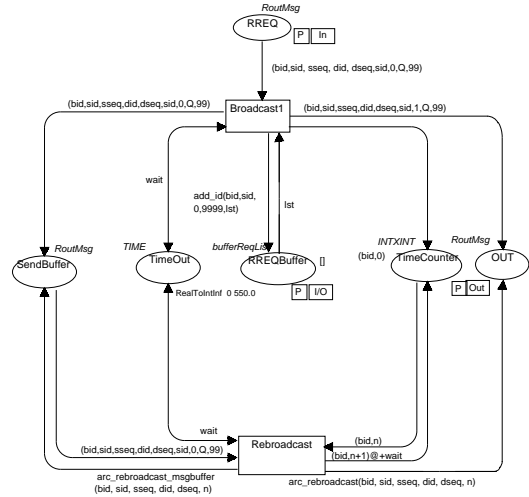 RoutMsg
RREQ
P In
(bid,sid, sseq, did, dseq,sid,0,Q,99)
(bid,sid,sseq,did,dseq,sid,0,Q,99)
Broadcast1
(bid,sid,sseq,did,dseq,sid,1,Q,99)
wait
add_id(bid,sid,
0,9999,lst)
lst
RoutMsg
SendBuffer
TIME
TimeOut
RealToIntInf 0 550.0
bufferReqLis
RREQBuffer
[]
P I/O
INTXINT
(bid,0)
TimeCounter
RoutMsg
OUT
P Out
wait
(bid,sid,sseq,did,dseq,sid,0,Q,99)
Rebroadcast
(bid,n)
(bid,n+1)@+wait
arc_rebroadcast_msgbuffer
(bid, sid, sseq, did, dseq, n)
arc_rebroadcast(bid, sid, sseq, did, dseq, n)